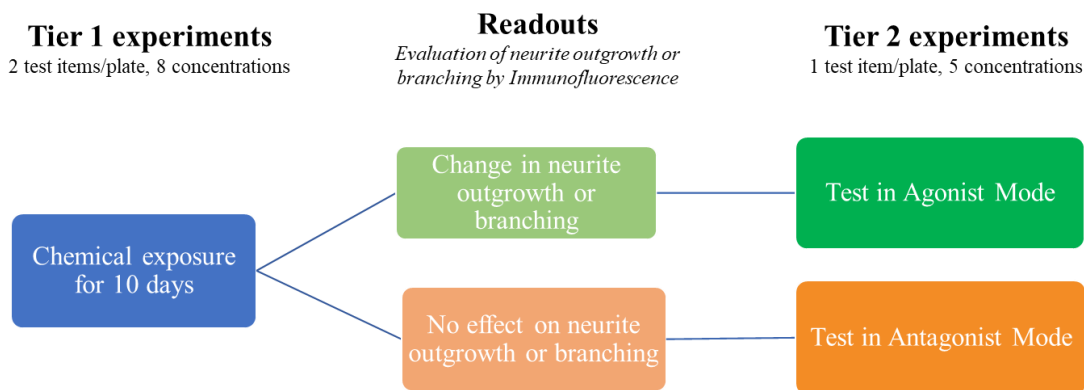 Tier 1 experiments
2 test items/plate, 8 concentrations
Readouts
Evaluation of neurite outgrowth or
branching by Immunofluorescence
Tier 2 experiments
1 test item/plate, 5 concentrations
Chemical exposure
for 10 days
Change in neurite
outgrowth or
branching
Test in Agonist Mode
No effect on neurite
outgrowth or branching
Test in Antagonist Mode